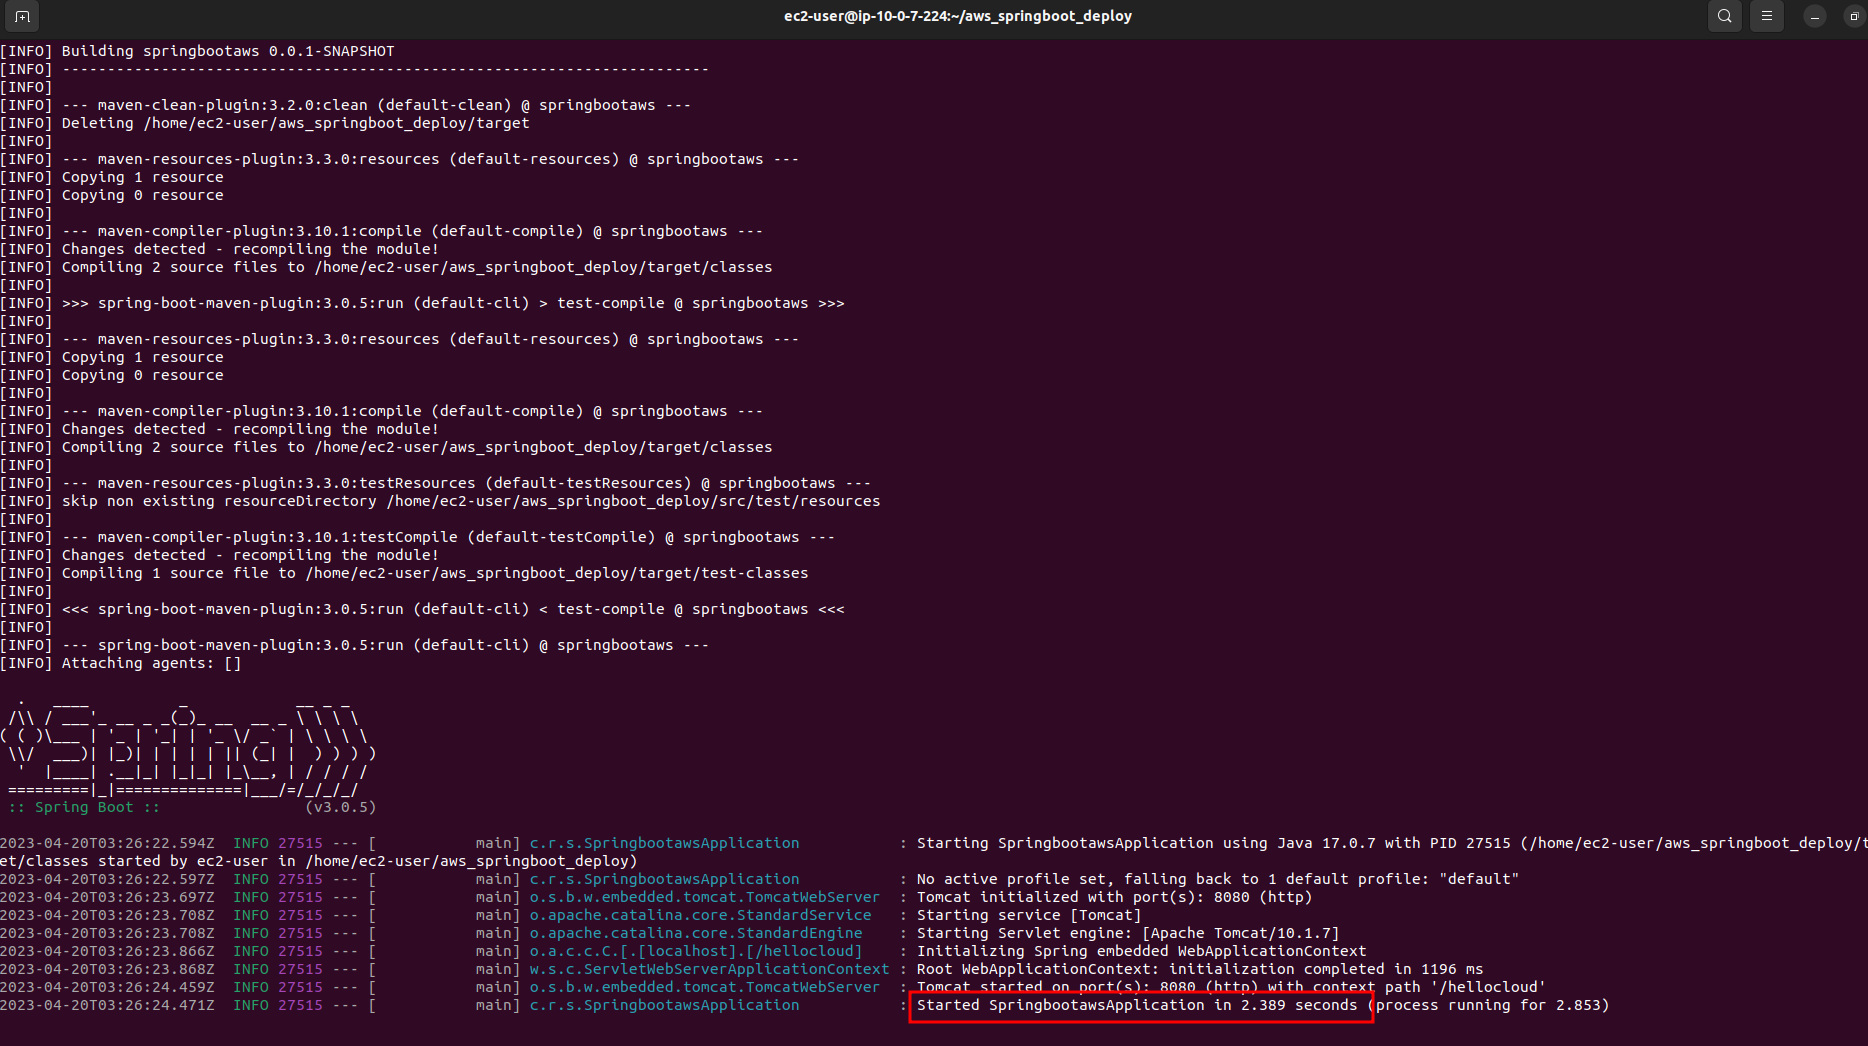 ec2-user@ip-10-0-7-224:~/aws_springboot_deploy
[INFO] Building springbootaws 0.0.1-SNAPSHOT
[INFO] ------------------------------------------------------------------------
[INFO]
[INFO] --- maven-clean-plugin:3.2.0:clean (default-clean) @ springbootaws ---
[INFO] Deleting /home/ec2-user/aws_springboot_deploy/target
[INFO]
[INFO] --- maven-resources-plugin:3.3.0:resources (default-resources) @ springbootaws ---
[INFO] Copying 1 resource
[INFO] Copying 0 resource
[INFO]
[INFO] --- maven-compiler-plugin:3.10.1:compile (default-compile) @ springbootaws ---
[INFO] Changes detected - recompiling the module!
[INFO] Compiling 2 source files to /home/ec2-user/aws_springboot_deploy/target/classes
[INFO]
[INFO] >>> spring-boot-maven-plugin:3.0.5:run (default-cli) > test-compile @ springbootaws >>>
[INFO]
[INFO] --- maven-resources-plugin:3.3.0:resources (default-resources) @ springbootaws ---
[INFO] Copying 1 resource
[INFO] Copying 0 resource
[INFO]
[INFO] --- maven-compiler-plugin:3.10.1:compile (default-compile) @ springbootaws ---
[INFO] Changes detected - recompiling the module!
[INFO] Compiling 2 source files to /home/ec2-user/aws_springboot_deploy/target/classes
[INFO]
[INFO] --- maven-resources-plugin:3.3.0:testResources (default-testResources) @ springbootaws ---
[INFO] skip non existing resourceDirectory /home/ec2-user/aws_springboot_deploy/src/test/resources
[INFO]
[INFO] --- maven-compiler-plugin:3.10.1:testCompile (default-testCompile) @ springbootaws ---
[INFO] Changes detected - recompiling the module!
[INFO] Compiling 1 source file to /home/ec2-user/aws_springboot_deploy/target/test-classes
[INFO]
[INFO] <<< spring-boot-maven-plugin:3.0.5:run (default-cli) < test-compile @ springbootaws <<<
[INFO]
[INFO] --- spring-boot-maven-plugin:3.0.5:run (default-cli) @ springbootaws ---
[INFO] Attaching agents: []
  .   ____          _            __ _ _
 /\\ / ___'_ __ _ _(_)_ __  __ _ \ \ \ \
( ( )\___ | '_ | '_| | '_ \/ _` | \ \ \ \
 \\/  ___)| |_)| | | | | || (_| |  ) ) ) )
  '  |____| .__|_| |_|_| |_\__, | / / / /
 =========|_|==============|___/=/_/_/_/
 :: Spring Boot ::                (v3.0.5)
2023-04-20T03:26:22.594Z  INFO 27515 --- [           main] c.r.s.SpringbootawsApplication           : Starting SpringbootawsApplication using Java 17.0.7 with PID 27515 (/home/ec2-user/aws_springboot_deploy/t
et/classes started by ec2-user in /home/ec2-user/aws_springboot_deploy)
2023-04-20T03:26:22.597Z  INFO 27515 --- [           main] c.r.s.SpringbootawsApplication           : No active profile set, falling back to 1 default profile: "default"
2023-04-20T03:26:23.697Z  INFO 27515 --- [           main] o.s.b.w.embedded.tomcat.TomcatWebServer  : Tomcat initialized with port(s): 8080 (http)
2023-04-20T03:26:23.708Z  INFO 27515 --- [           main] o.apache.catalina.core.StandardService   : Starting service [Tomcat]
2023-04-20T03:26:23.708Z  INFO 27515 --- [           main] o.apache.catalina.core.StandardEngine    : Starting Servlet engine: [Apache Tomcat/10.1.7]
2023-04-20T03:26:23.866Z  INFO 27515 --- [           main] o.a.c.c.C.[.[localhost].[/hellocloud]    : Initializing Spring embedded WebApplicationContext
2023-04-20T03:26:23.868Z  INFO 27515 --- [           main] w.s.c.ServletWebServerApplicationContext : Root WebApplicationContext: initialization completed in 1196 ms
2023-04-20T03:26:24.459Z  INFO 27515 --- [           main] o.s.b.w.embedded.tomcat.TomcatWebServer  : Tomcat started on port(s): 8080 (http) with context path '/hellocloud'
2023-04-20T03:26:24.471Z  INFO 27515 --- [           main] c.r.s.SpringbootawsApplication           : Started SpringbootawsApplication in 2.389 seconds (process running for 2.853)